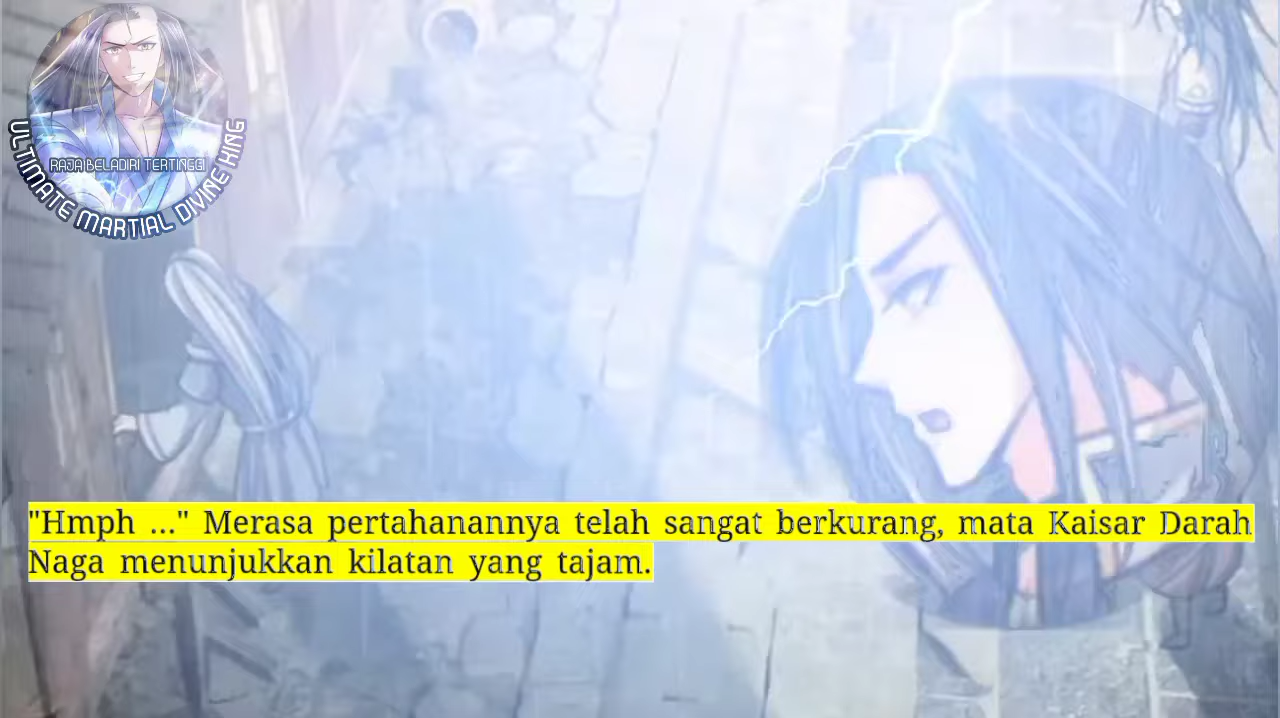 RAJA BELADIRI TERTINGGI
ULTIMATE MARTIAL DIVINE KING
"Hmph ..." Merasa pertahanannya telah sangat berkurang, mata Kaisar Darah
Naga menunjukkan kilatan yang tajam.